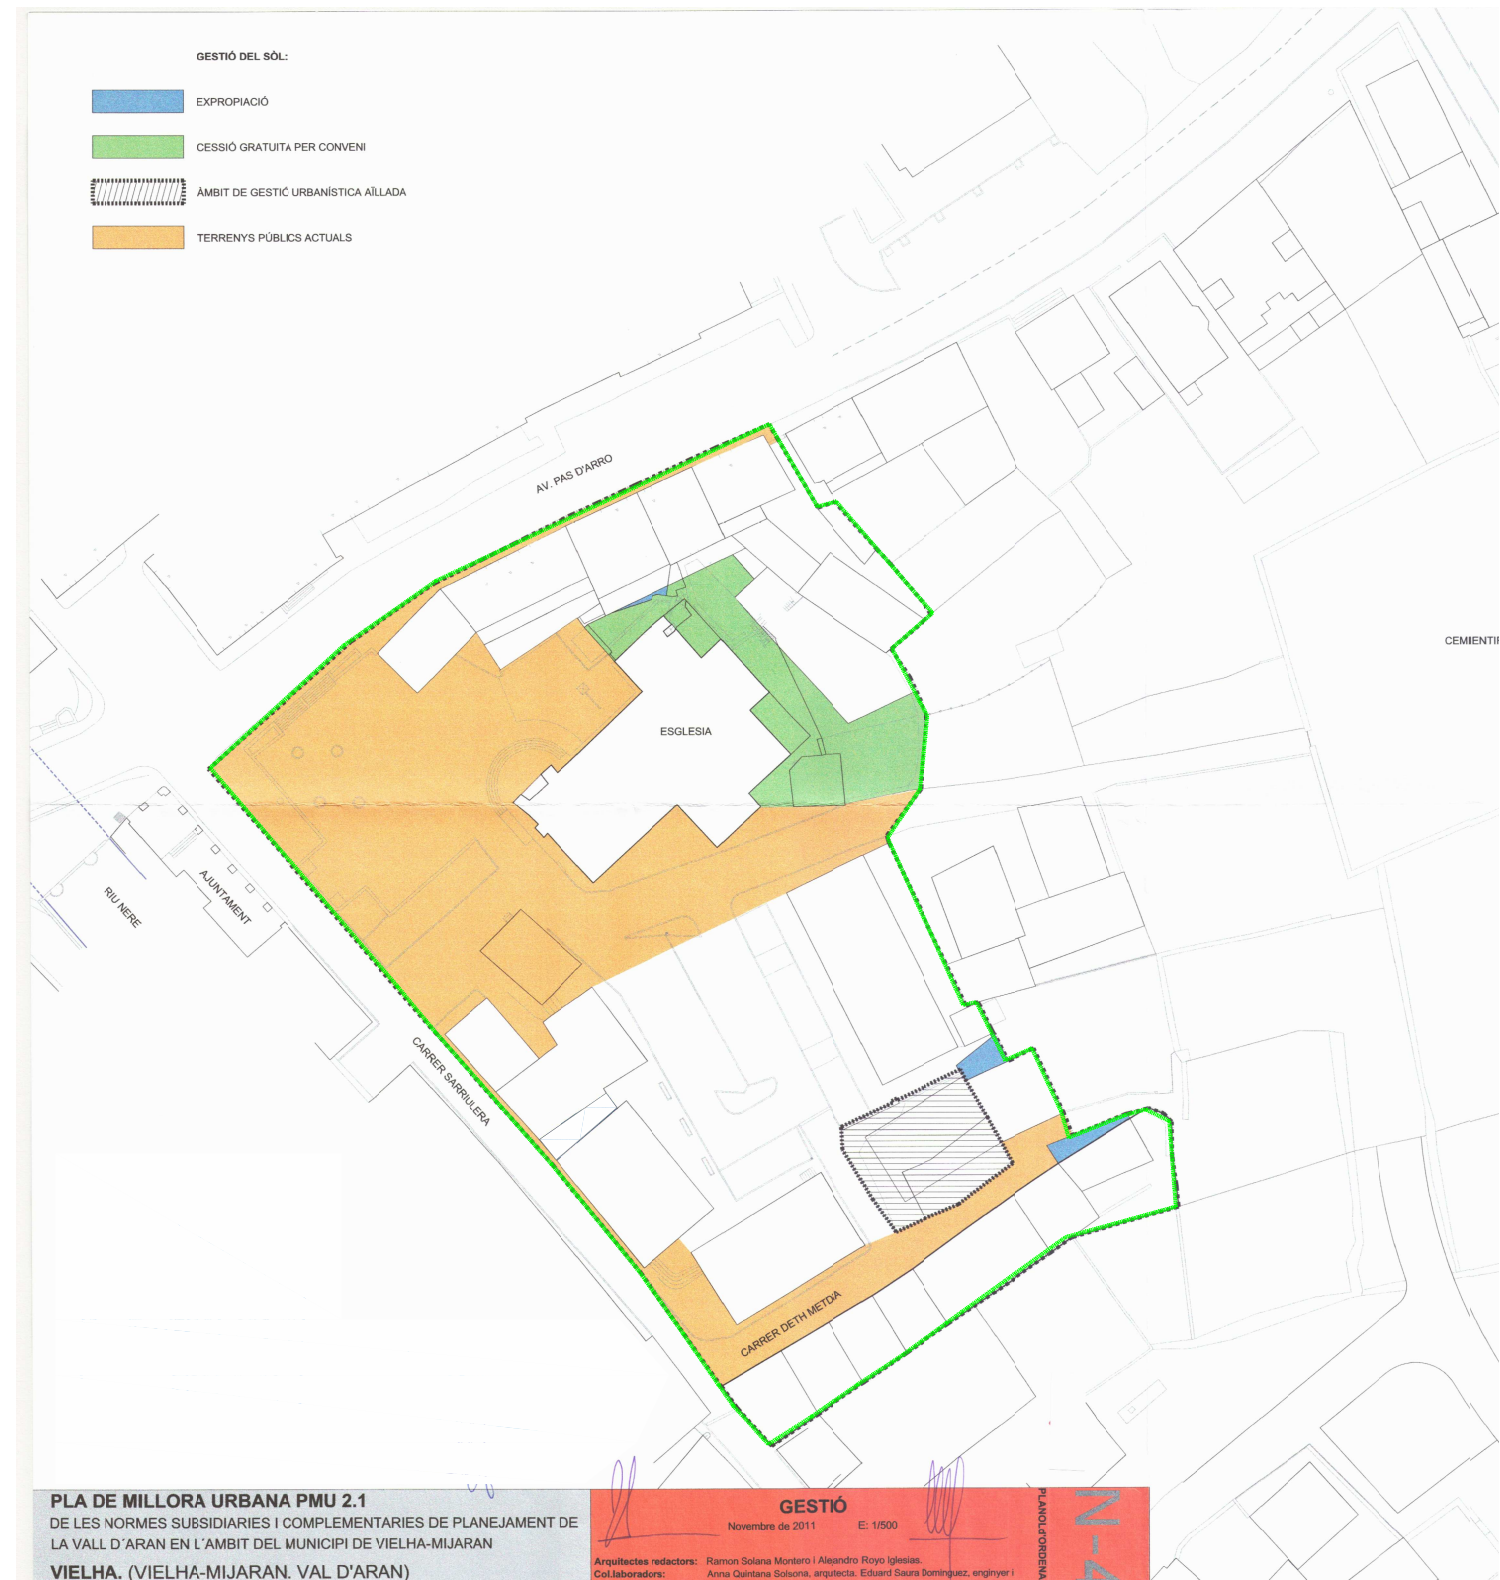 GESTIÓ DEL SÒL:
EXPROPIACIÓ
CESSIÓ GRATUITA PER CONVENI
ÀMBIT DE GESTIÓ URBANÍSTICA AÏLLADA
TERRENYS PÚBLICS ACTUALS
AV. PAS D'ARRO
CEMIENTIR
ESGLESIA
RIU NERE
AJUNTAMENT
CARRER SARRIULERA
CARRER DETH METDIA
PLA DE MILLORA URBANA PMU 2.1
DE LES NORMES SUBSIDIARIES I COMPLEMENTARIES DE PLANEJAMENT DE
LA VALL D´ARAN EN L´AMBIT DEL MUNICIPI DE VIELHA-MIJARAN
VIELHA. (VIELHA-MIJARAN. VAL D'ARAN)
GESTIÓ
Novembre de 2011 E: 1/500
Arquitectes redactors: Ramon Solana Montero i Alejandro Royo Iglesias.
Col.laboradors: Anna Quintana Solsona, arquitecta. Eduard Saura Dominguez, enginyer i
PLANOL d'ORDENA